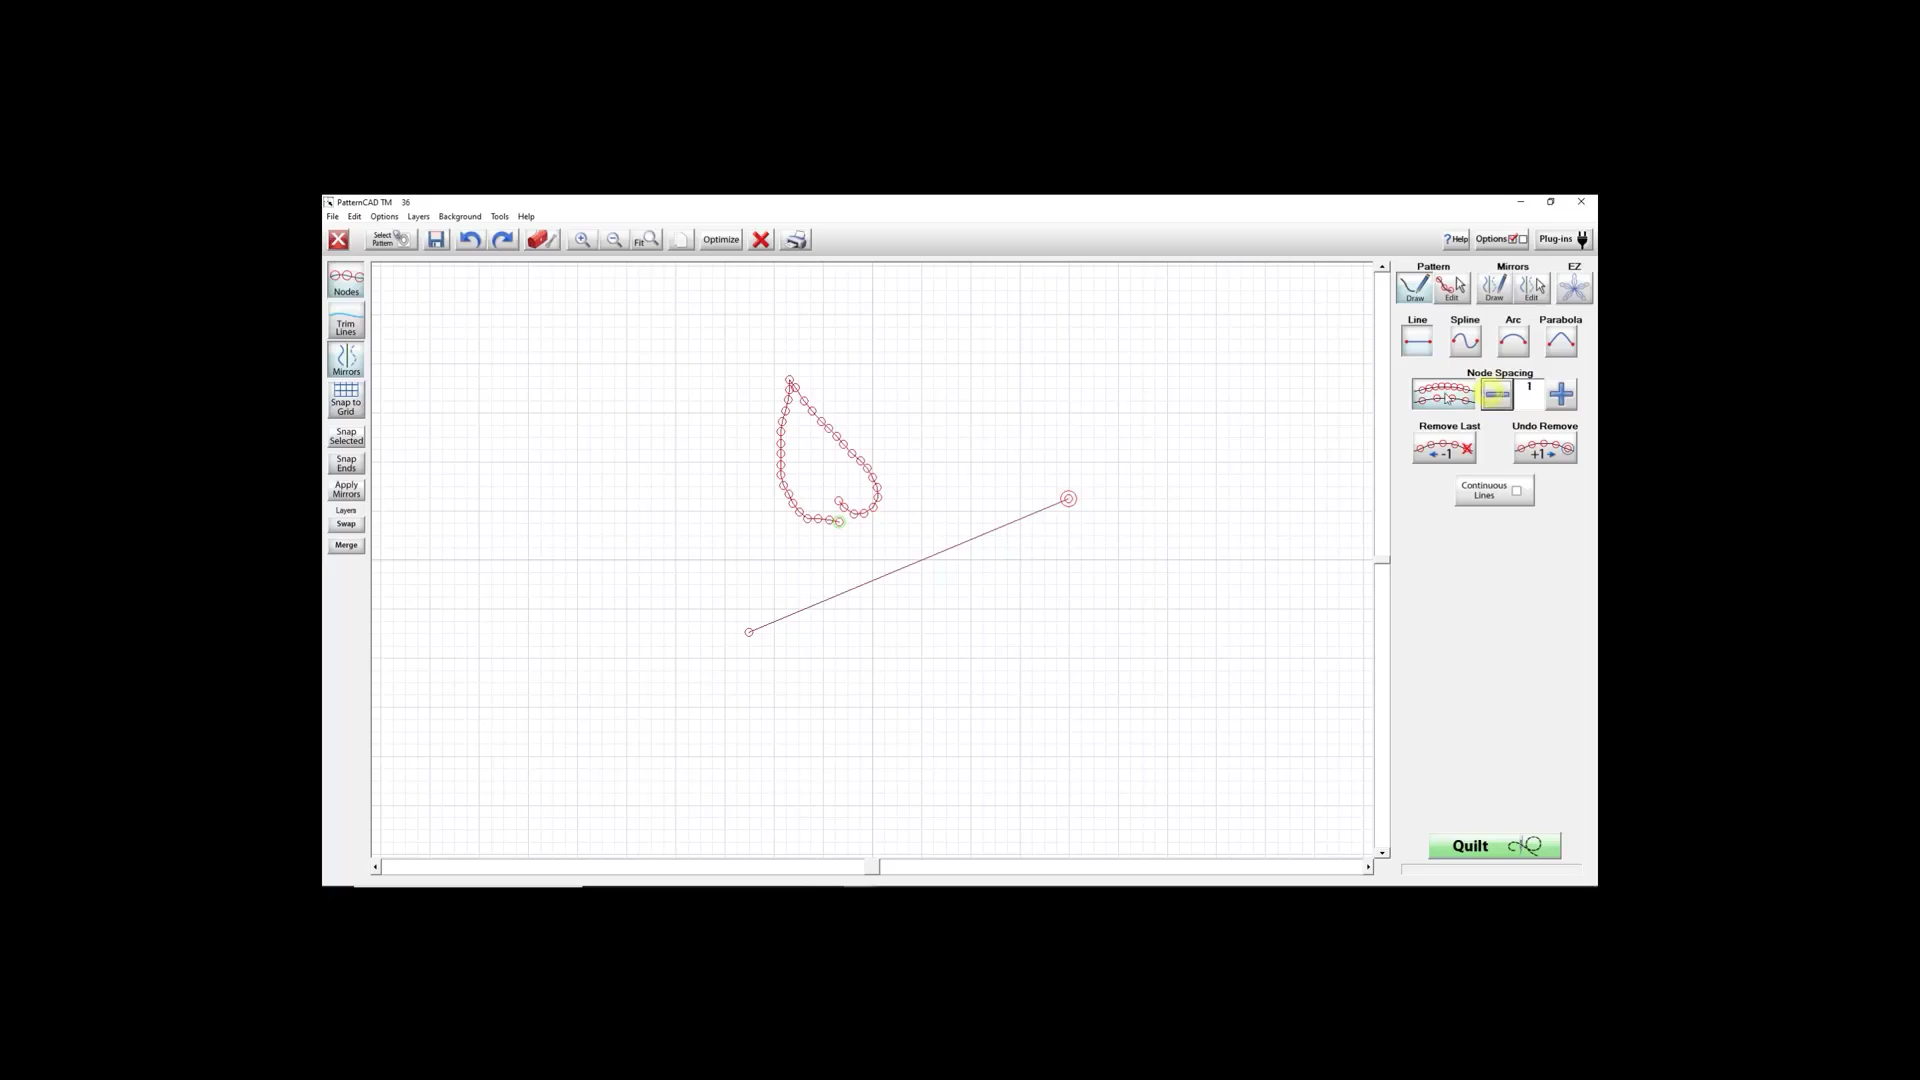 PatternCAD TM 36
File Edit Options Layers Background Tools Help
Select Pattern
Fit
Optimize
?Help
Options
Plug-ins
Nodes
Trim
Lines
Mirrors
Snap to
Grid
Snap
Selected
Snap
Ends
Apply
Mirrors
Layers
Swap
Merge
Pattern Mirrors EZ
Draw Edit Draw Edit
Line Spline Arc Parabola
Node Spacing
1
Remove Last Undo Remove
-1 +1
Continuous
Lines
Quilt